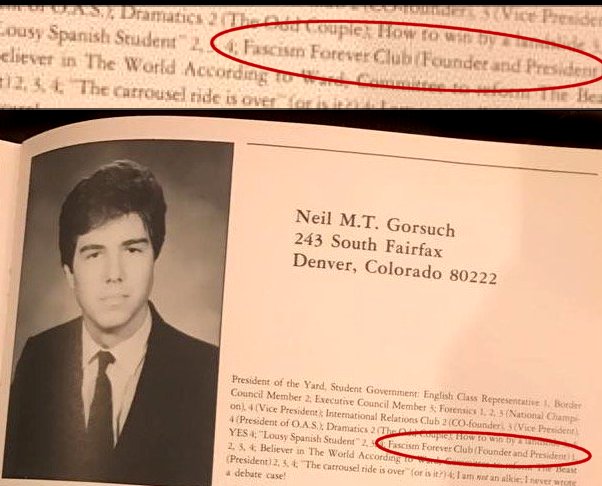 of O.A.S.); Dramatics 2 (The Odd Couple); How to win by a landslide
Lousy Spanish Student" 2, 3, 4; Fascism Forever Club (Founder and President
eliever in The World According to Ward; Committee to reform The Bea
t) 2, 3, 4; "The carrousel ride is over" (or is it?) 4; I am
Neil M.T. Gorsuch
243 South Fairfax
Denver, Colorado 80222
President of the Yard, Student Government: English Class Representative 1, Border
Council Member 2; Executive Council Member 3; Forensics 1, 2, 3 (National Champi-
on), 4 (Vice President); International Relations Club 2 (CO-founder), 3 (Vice President),
4 (President of O.A.S.); Dramatics 2 (The Odd Couple); How to win by a landslide
YES 4; "Lousy Spanish Student" 2, 4; Fascism Forever Club (Founder and President) 1,
2, 3, 4; Believer in The World According to Ward; Committee to reform The Beast
(President) 2, 3, 4; "The carrousel ride is over" (or is it?) 4; I am not an alkie; I never wrote
a debate case!